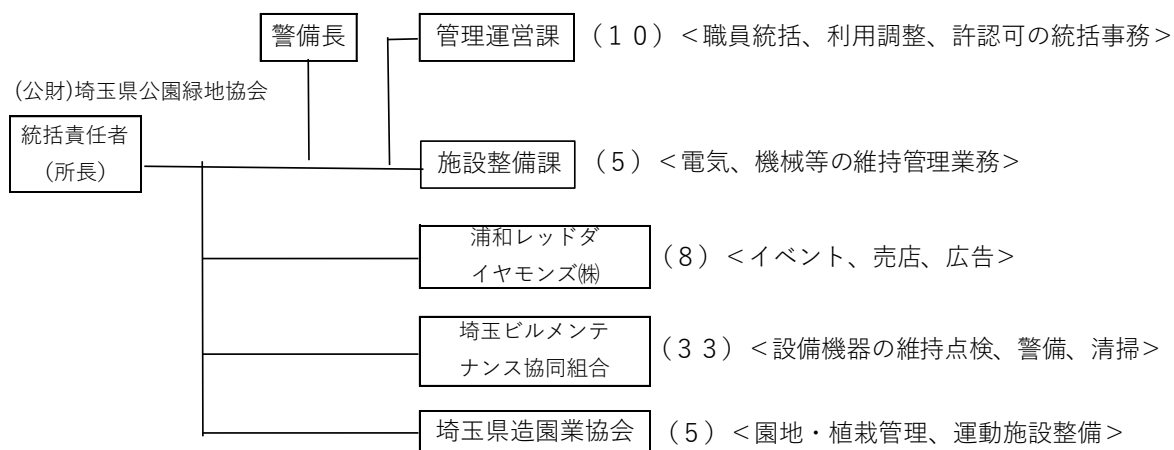 警備長
管理運営課 （１０）＜職員統括、利用調整、許認可の統括事務＞
(公財)埼玉県公園緑地協会
統括責任者
(所長)
施設整備課 （５）＜電気、機械等の維持管理業務＞
浦和レッドダ
イヤモンズ㈱
（８）＜イベント、売店、広告＞
埼玉ビルメンテ
ナンス協同組合
（３３）＜設備機器の維持点検、警備、清掃＞
埼玉県造園業協会 （５）＜園地・植栽管理、運動施設整備＞